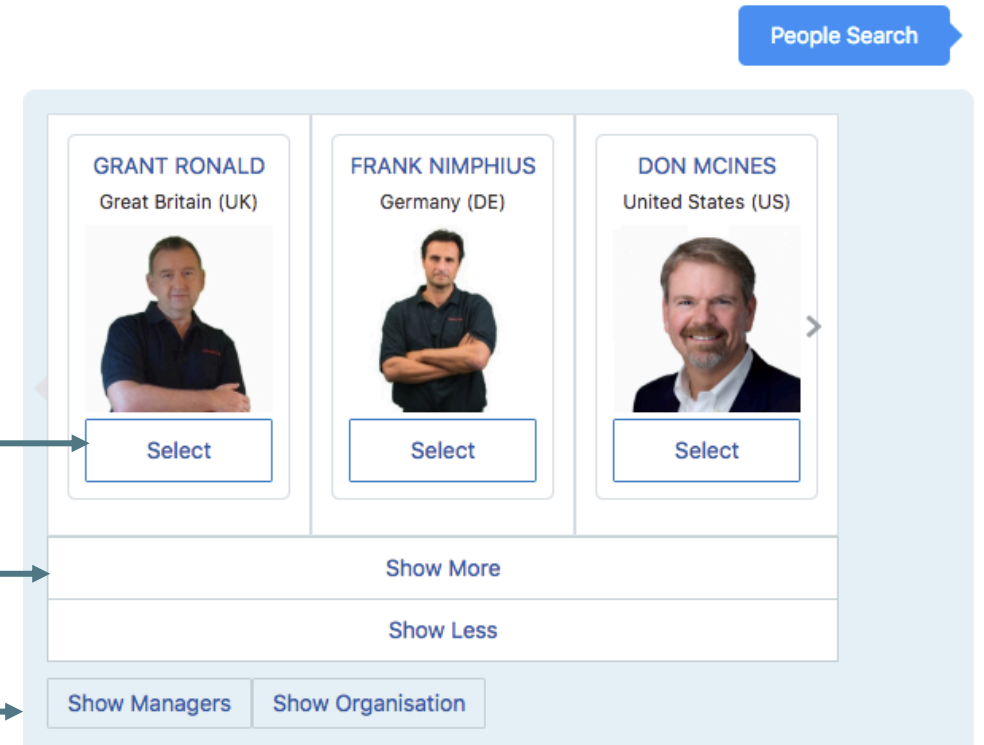 People Search
GRANT RONALD
Great Britain (UK)
Select
FRANK NIMPHIUS
Germany (DE)
Select
DON MCINES
United States (US)
Select
Show More
Show Less
Show Managers
Show Organisation